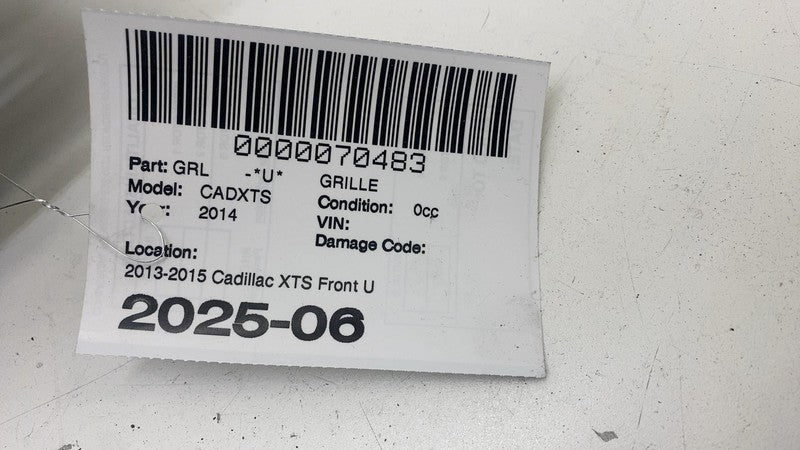 0000070483
Part: GRL -*U* GRILLE
Model: CADXTS Condition: 0cc
Year: 2014 VIN:
Damage Code:
Location:
2013-2015 Cadillac XTS Front U
2025-06